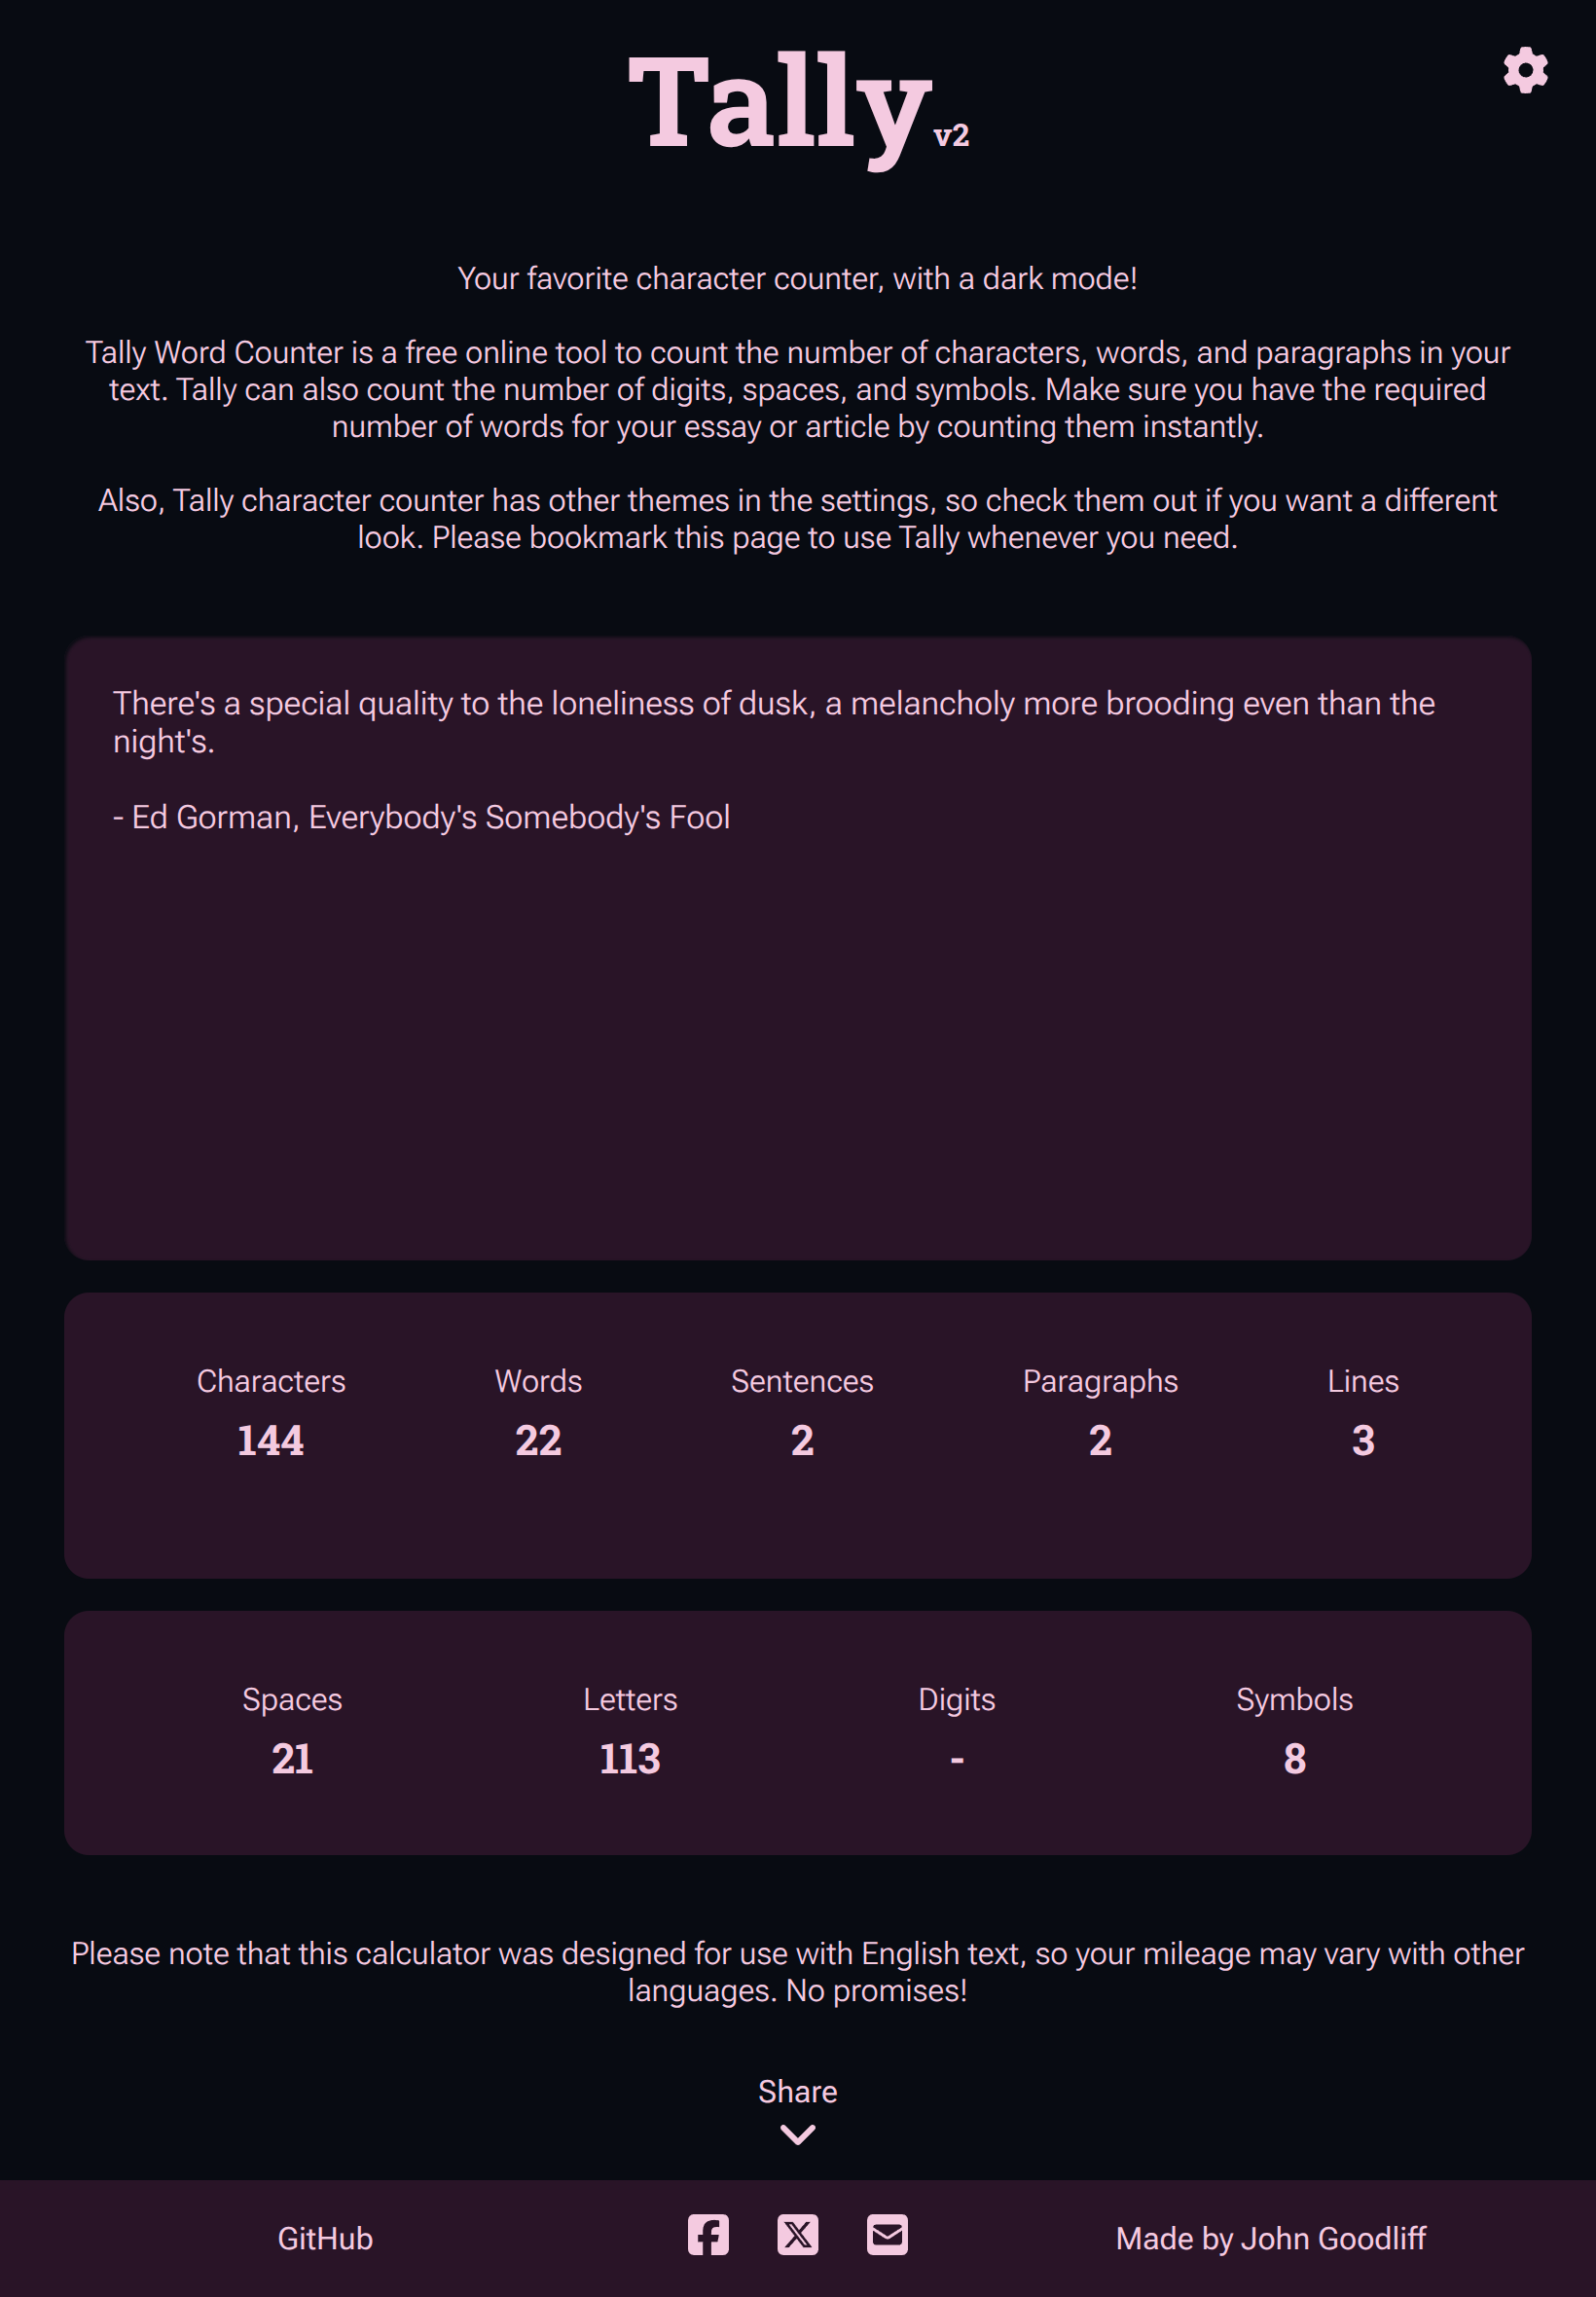 Tally v2
Your favorite character counter, with a dark mode!
Tally Word Counter is a free online tool to count the number of characters, words, and paragraphs in your
text. Tally can also count the number of digits, spaces, and symbols. Make sure you have the required
number of words for your essay or article by counting them instantly.
Also, Tally character counter has other themes in the settings, so check them out if you want a different
look. Please bookmark this page to use Tally whenever you need.
There's a special quality to the loneliness of dusk, a melancholy more brooding even than the
night's.
- Ed Gorman, Everybody's Somebody's Fool
Characters Words Sentences Paragraphs Lines
144 22 2 2 3
Spaces Letters Digits Symbols
21 113 - 8
Please note that this calculator was designed for use with English text, so your mileage may vary with other
languages. No promises!
Share
GitHub Made by John Goodliff